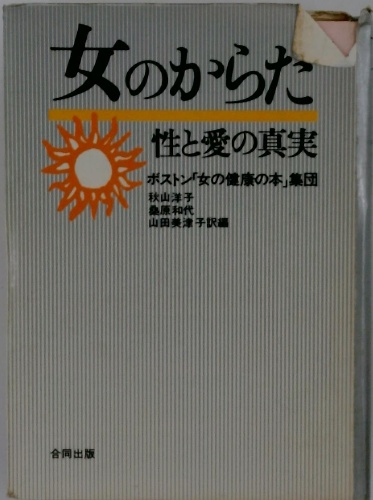 女のからだ
性と愛の真実
ボストン「女の健康の本」集団
秋山洋子
桑原和代
山田美津子訳編
合同出版